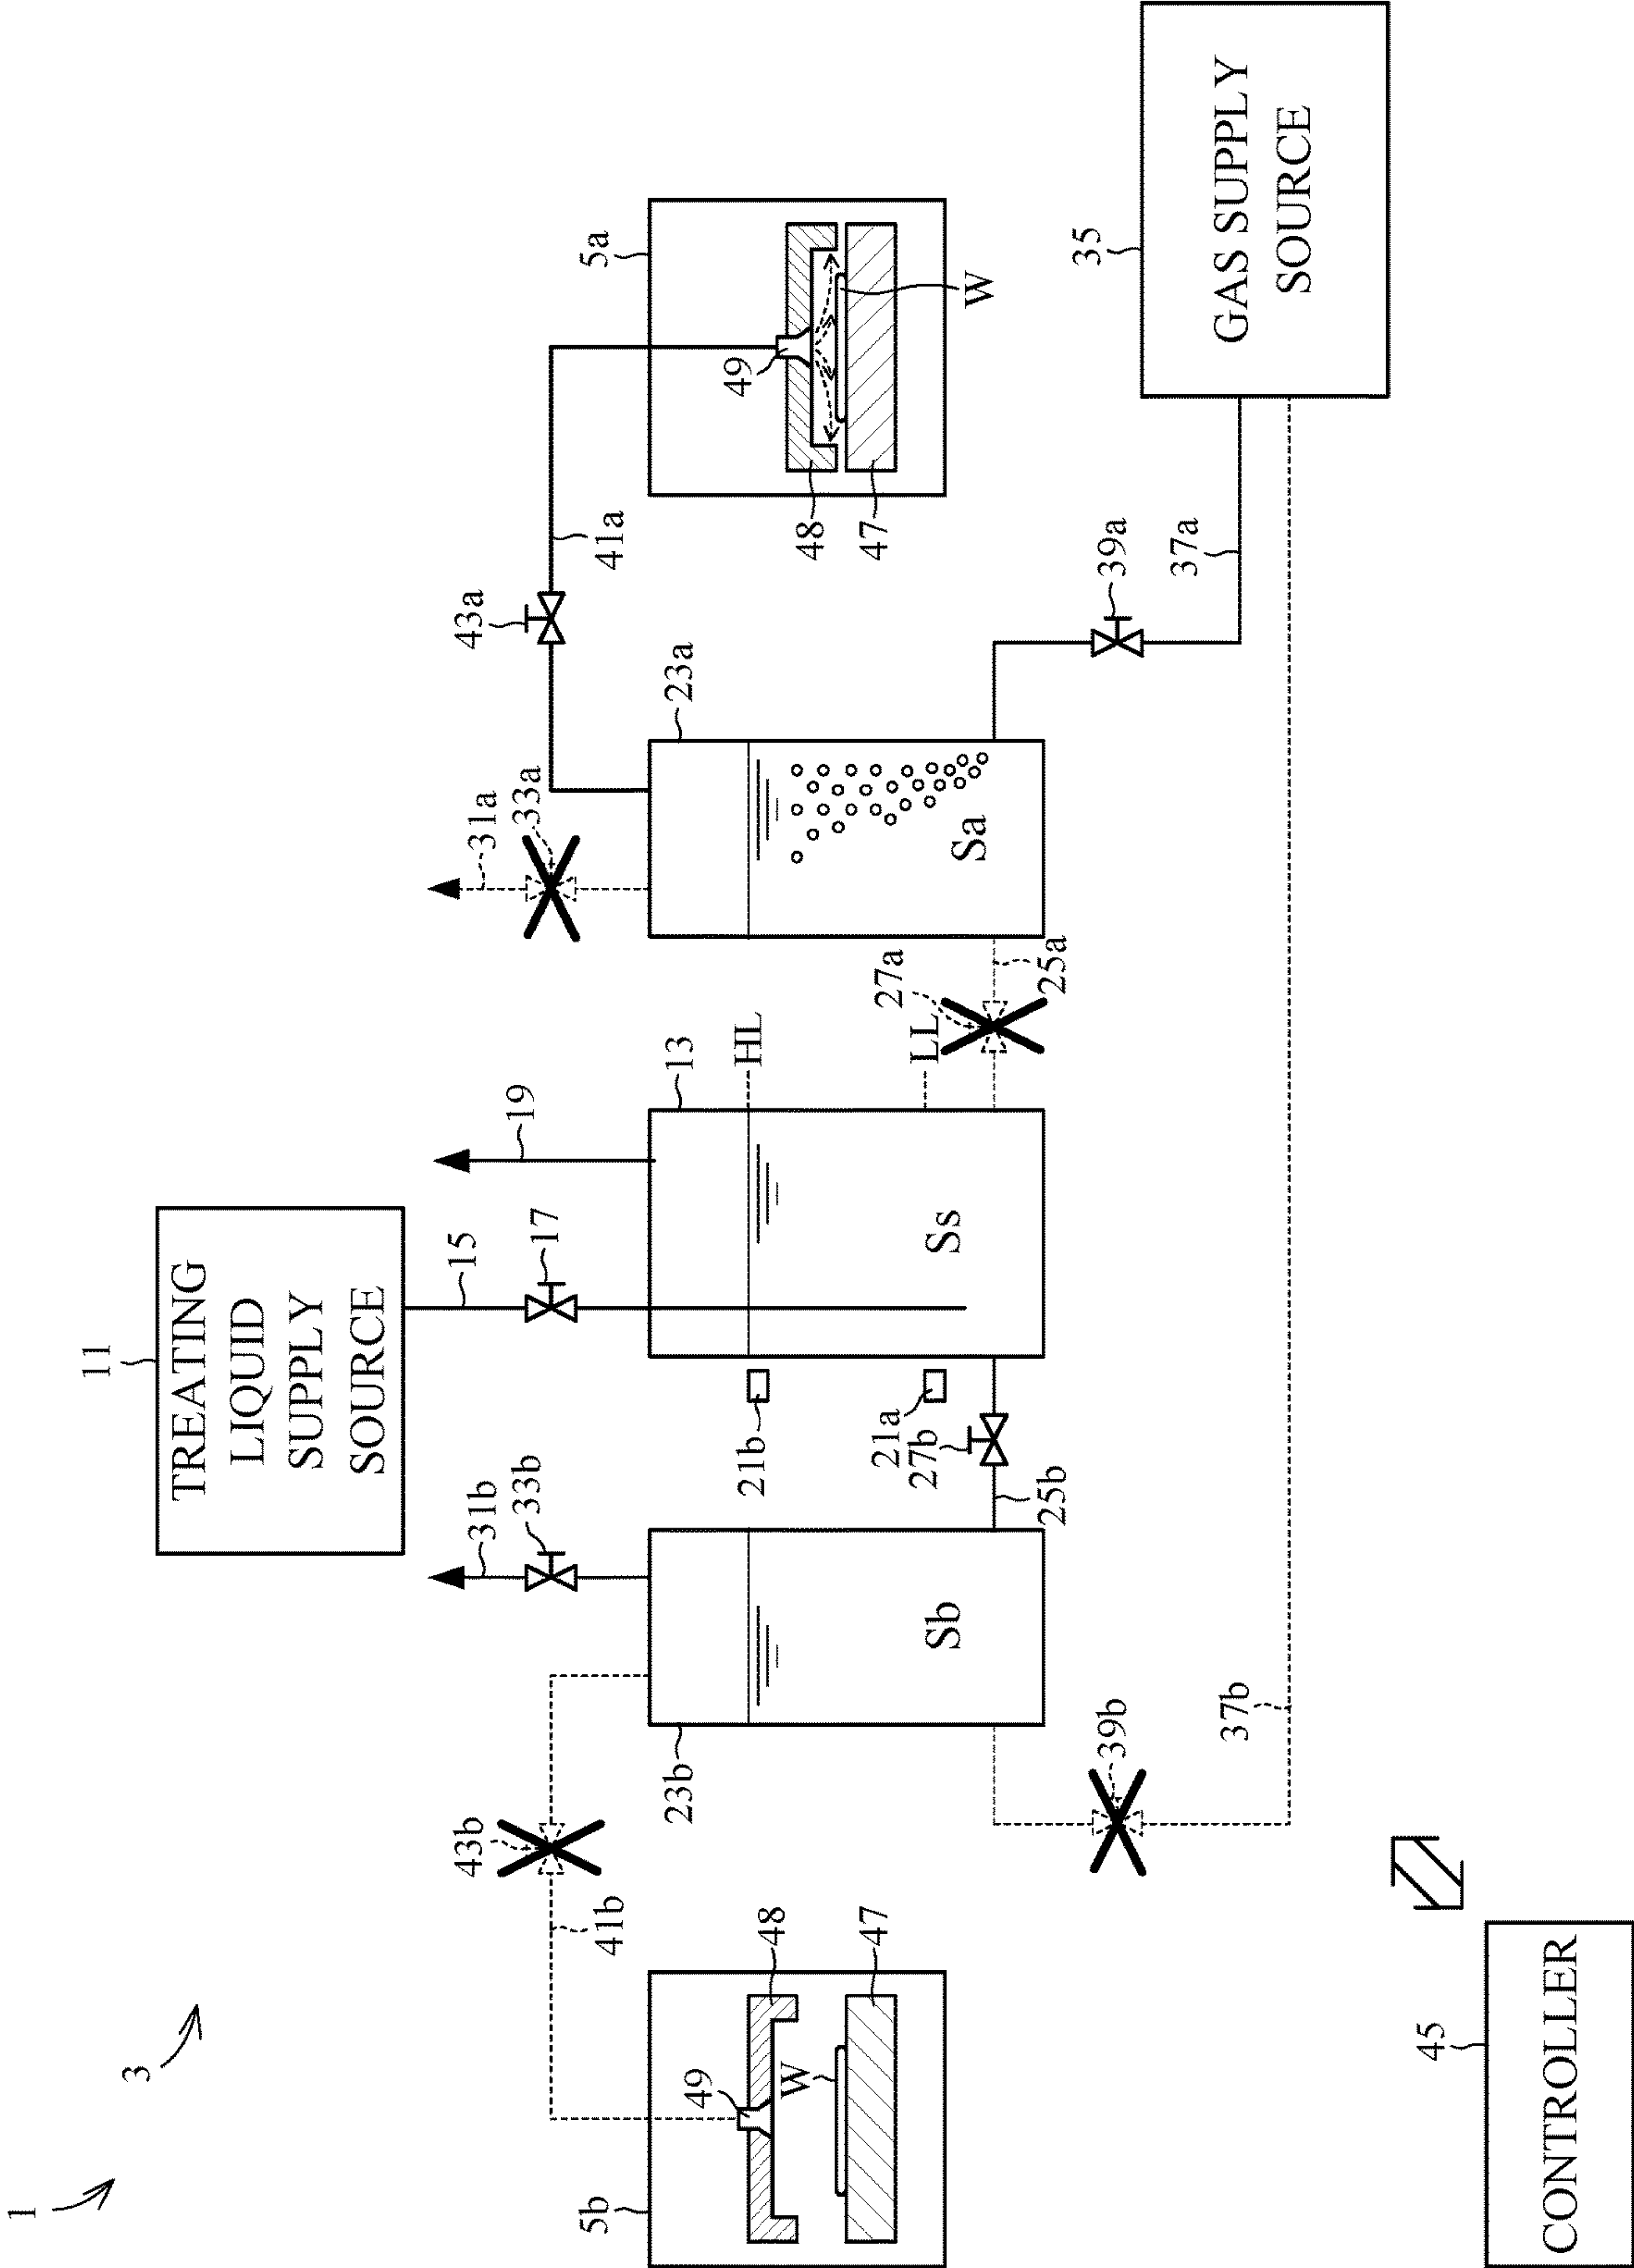 1
3
11
TREATING
LIQUID
SUPPLY
SOURCE
15
17
19
31b
33b
21b
21a
27b
25b
13
HL
LL
27a
25a
31a
33a
23a
43a
41a
5a
49
48
47
W
Ss
Sa
Sb
23b
43b
41b
5b
49
48
W
47
39b
37b
39a
37a
35
GAS SUPPLY
SOURCE
45
CONTROLLER